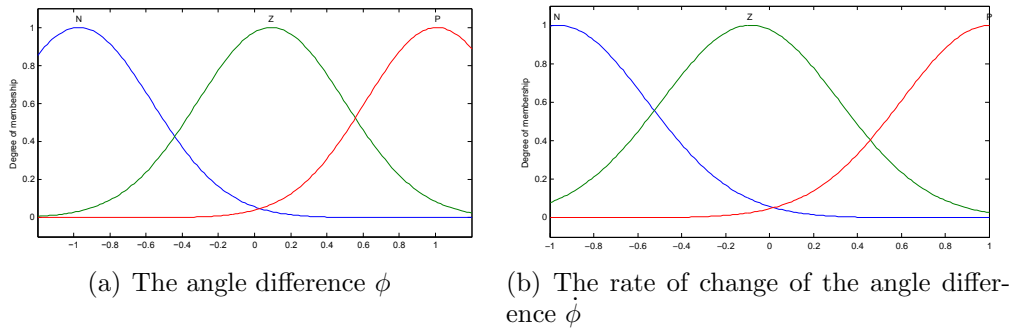 N Z P
1
0.8
0.6
0.4
0.2
0
Degree of membership
−1 −0.8 −0.6 −0.4 −0.2 0 0.2 0.4 0.6 0.8 1
(a) The angle difference ϕ
N Z P
1
0.8
0.6
0.4
0.2
0
Degree of membership
−1 −0.8 −0.6 −0.4 −0.2 0 0.2 0.4 0.6 0.8 1
(b) The rate of change of the angle differ-
ence ϕ̇